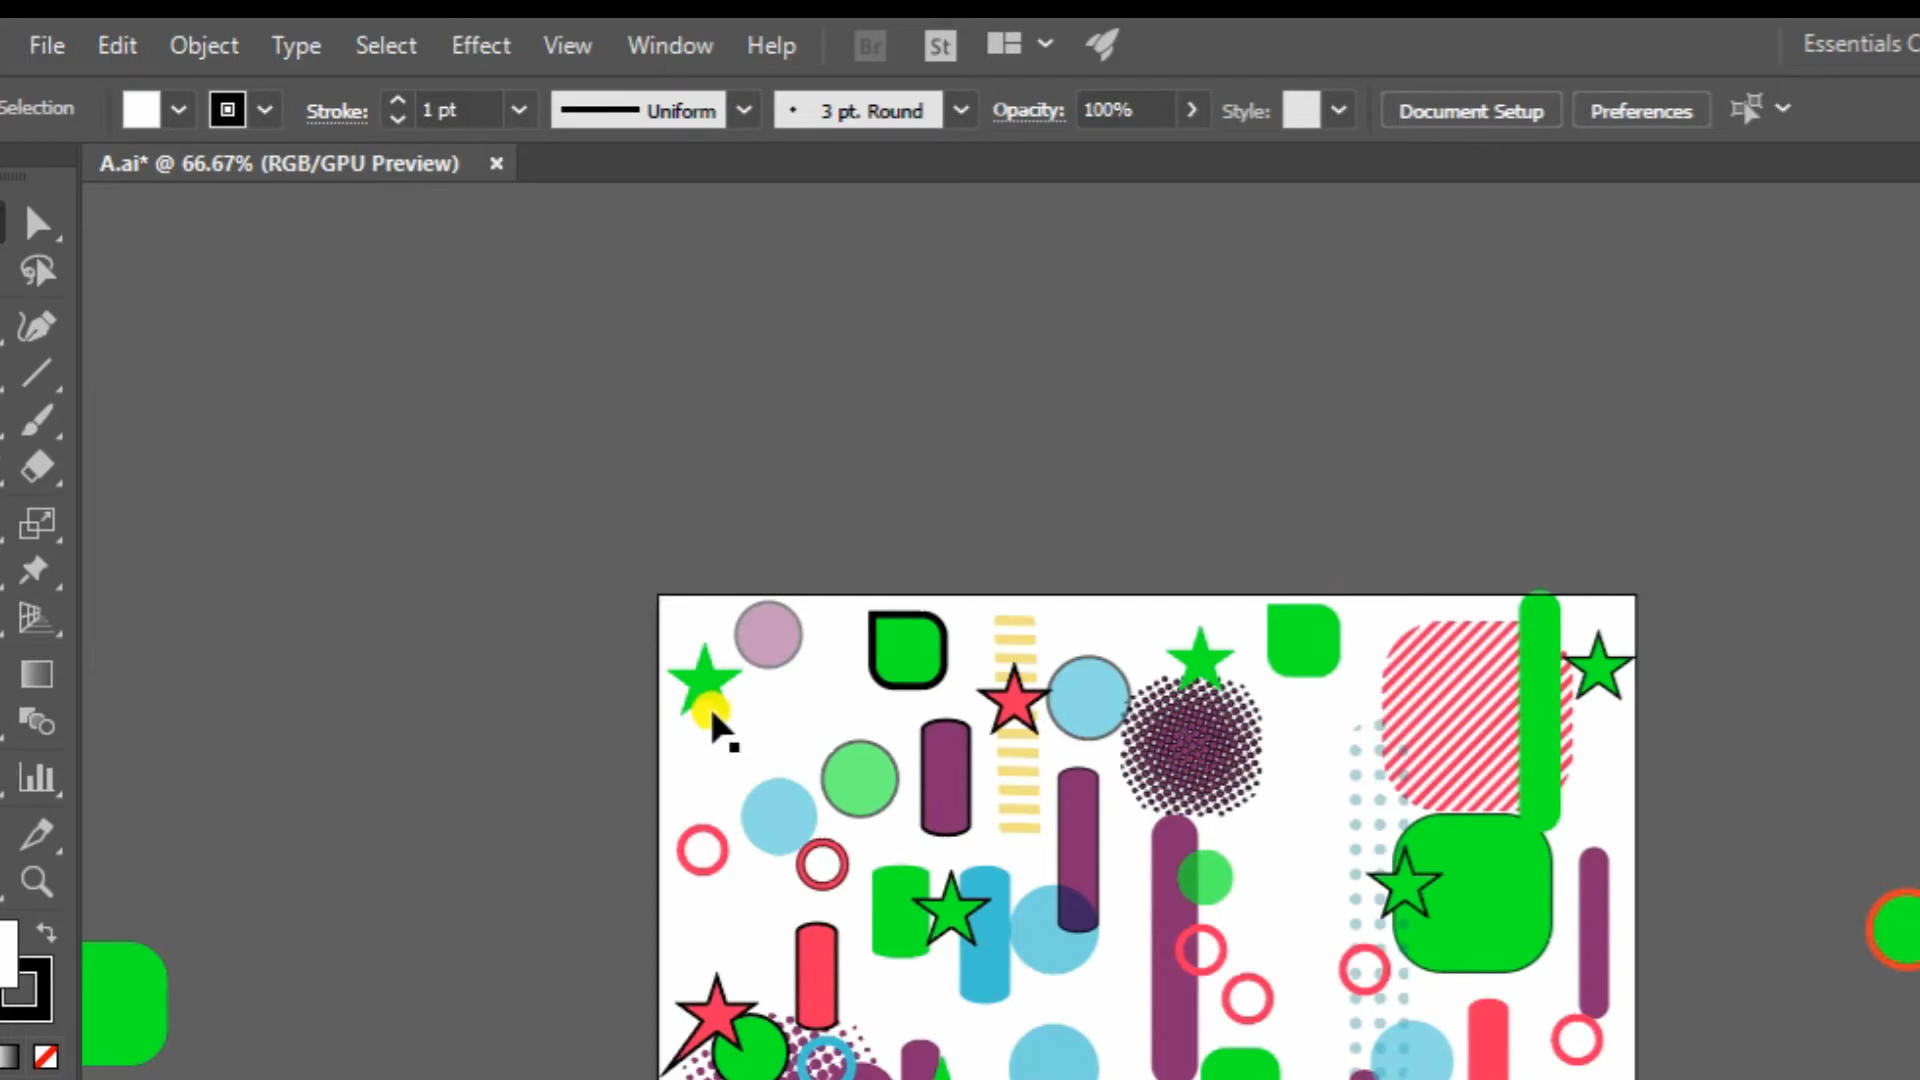 File Edit Object Type Select Effect View Window Help Br St Essentials C
Selection Stroke: 1 pt Uniform 3 pt. Round Opacity: 100% Style: Document Setup Preferences
A.ai* @ 66.67% (RGB/GPU Preview) ×